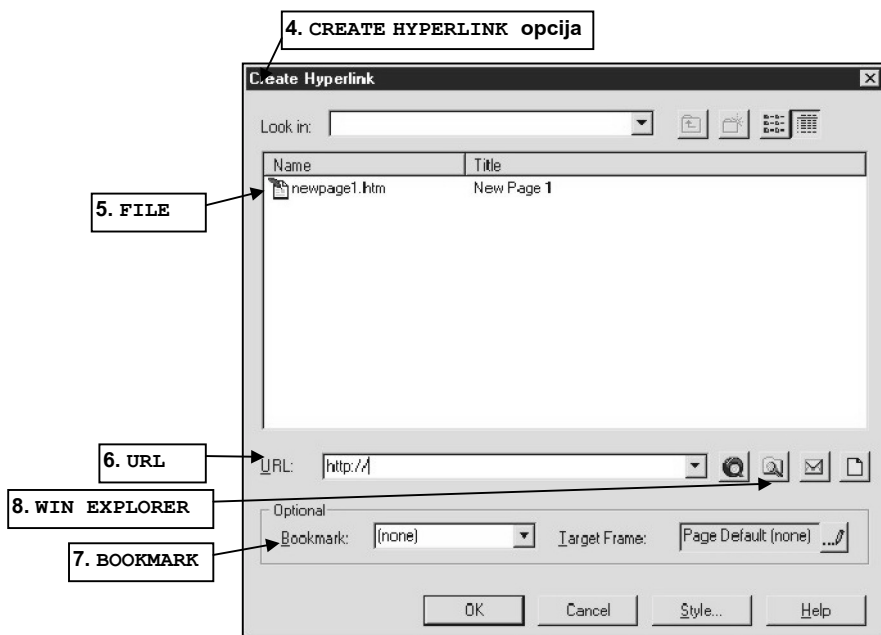 4. CREATE HYPERLINK opcija
Create Hyperlink
Look in:
Name Title
newpage1.htm New Page 1
5. FILE
6. URL
URL: http://
8. WIN EXPLORER
Optional
Bookmark: (none) Target Frame: Page Default (none)
7. BOOKMARK
OK Cancel Style... Help